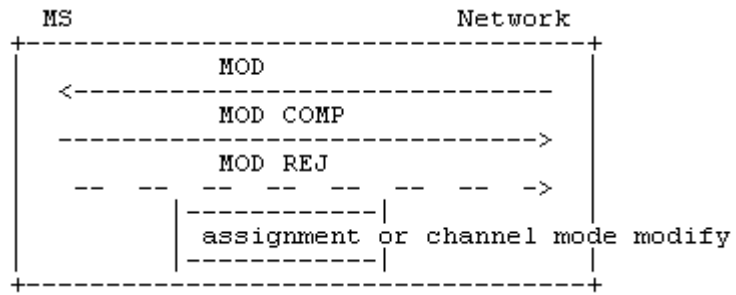 MS Network
MOD
MOD COMP
MOD REJ
assignment or channel mode modify